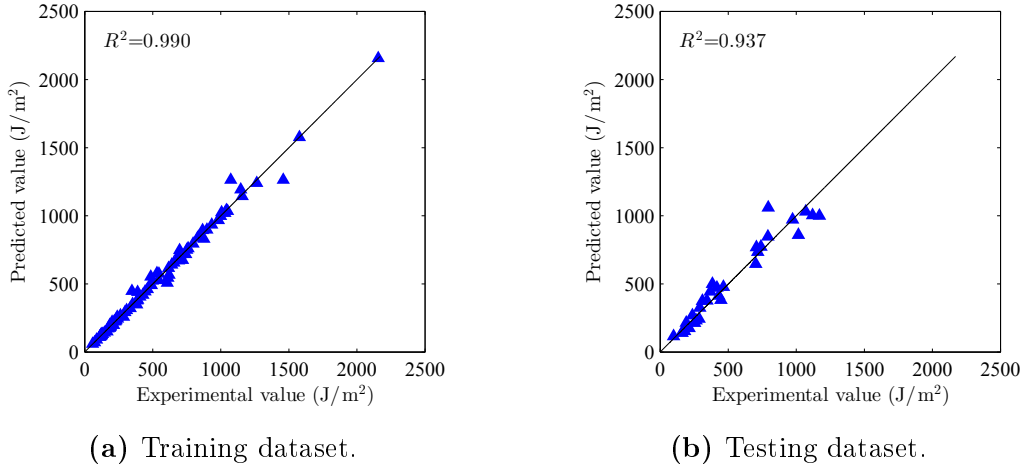 R²=0.990
Predicted value (J/m²)
2500
2000
1500
1000
500
0
0 500 1000 1500 2000 2500
Experimental value (J/m²)
(a) Training dataset.
R²=0.937
Predicted value (J/m²)
2500
2000
1500
1000
500
0
0 500 1000 1500 2000 2500
Experimental value (J/m²)
(b) Testing dataset.